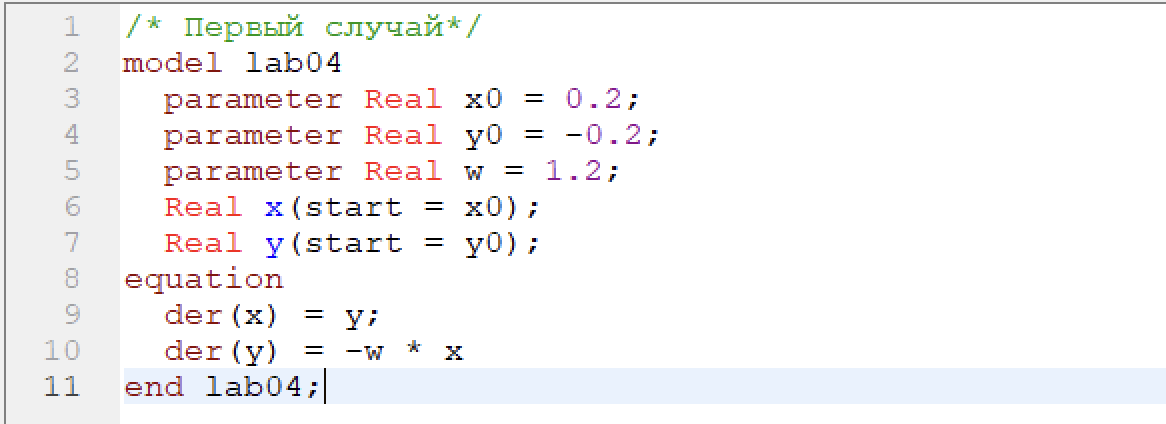 1 /* Первый случай*/
2 model lab04
3   parameter Real x0 = 0.2;
4   parameter Real y0 = -0.2;
5   parameter Real w = 1.2;
6   Real x(start = x0);
7   Real y(start = y0);
8 equation
9   der(x) = y;
10   der(y) = -w * x
11 end lab04;